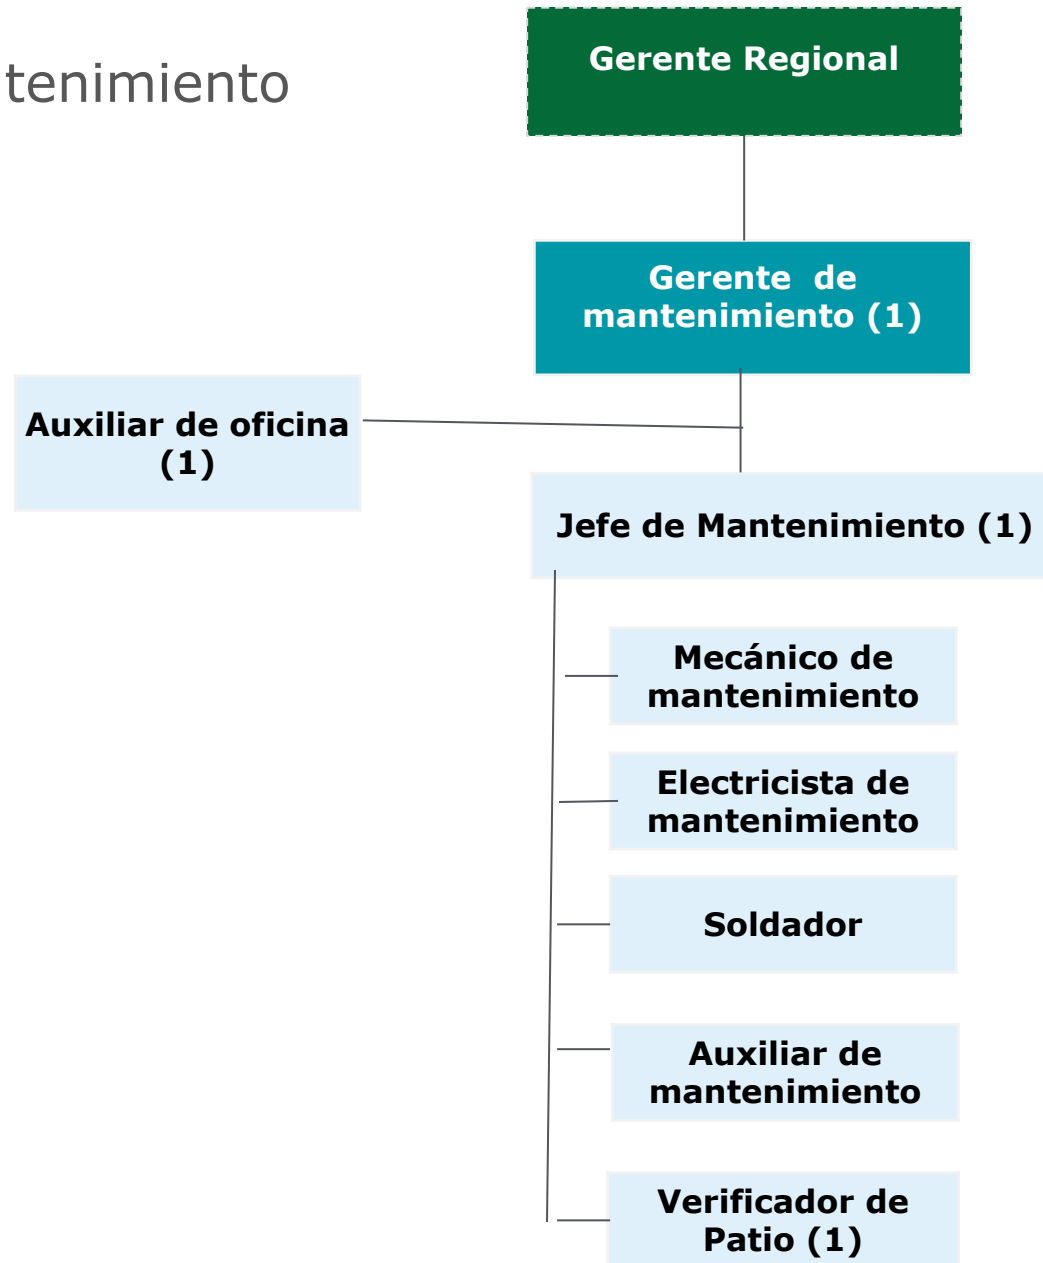 tenimiento
Gerente Regional
Gerente de
mantenimiento (1)
Auxiliar de oficina
(1)
Jefe de Mantenimiento (1)
Mecánico de
mantenimiento
Electricista de
mantenimiento
Soldador
Auxiliar de
mantenimiento
Verificador de
Patio (1)